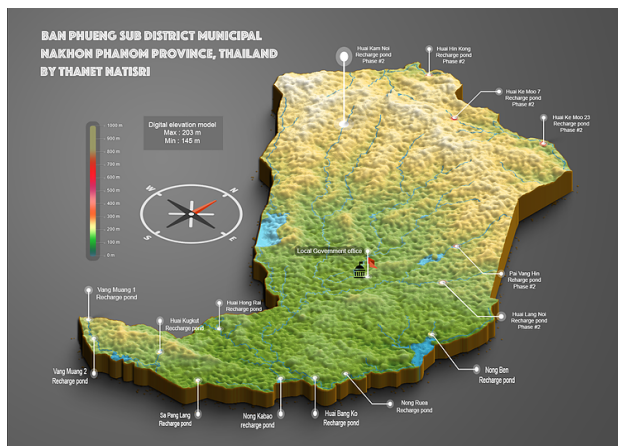 BAN PHUENG SUB DISTRICT MUNICIPAL
NAKHON PHANOM PROVINCE, THAILAND
BY THANET NATISRI
Huai Kam Noi
Recharge pond
Phase #2
Huai Hin Kong
Recharge pond
Phase #2
Huai Ke Moo 7
Recharge pond
Phase #2
Huai Ke Moo 23
Recharge pond
Phase #2
Digital elevation model
Max : 203 m
Min : 145 m
1000 m
900 m
800 m
700 m
600 m
500 m
400 m
300 m
200 m
100 m
0 m
W
N
S
E
Local Government office
Pai Vang Hin
Recharge pond
Phase #2
Vang Muang 1
Recharge pond
Huai Hong Rai
Recharge pond
Huai Kugkut
Reccharge pond
Huai Lang Noi
Recharge pond
Phase #2
Vang Muang 2
Recharge pond
Nong Ben
Recharge pond
Sa Pang Lang
Recharge pond
Nong Kabao
recharge pond
Huai Bang Ko
Recharge pond
Nong Ruea
Recharge pond